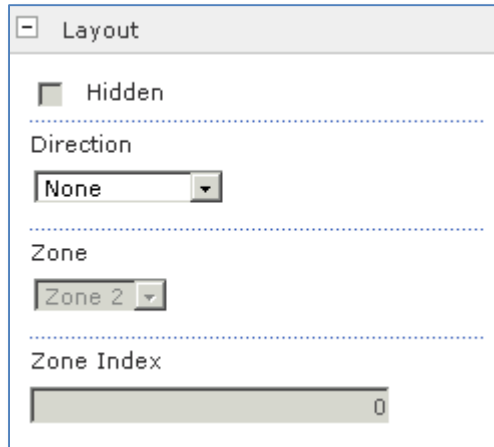 Layout
Hidden
Direction
None
Zone
Zone 2
Zone Index
0